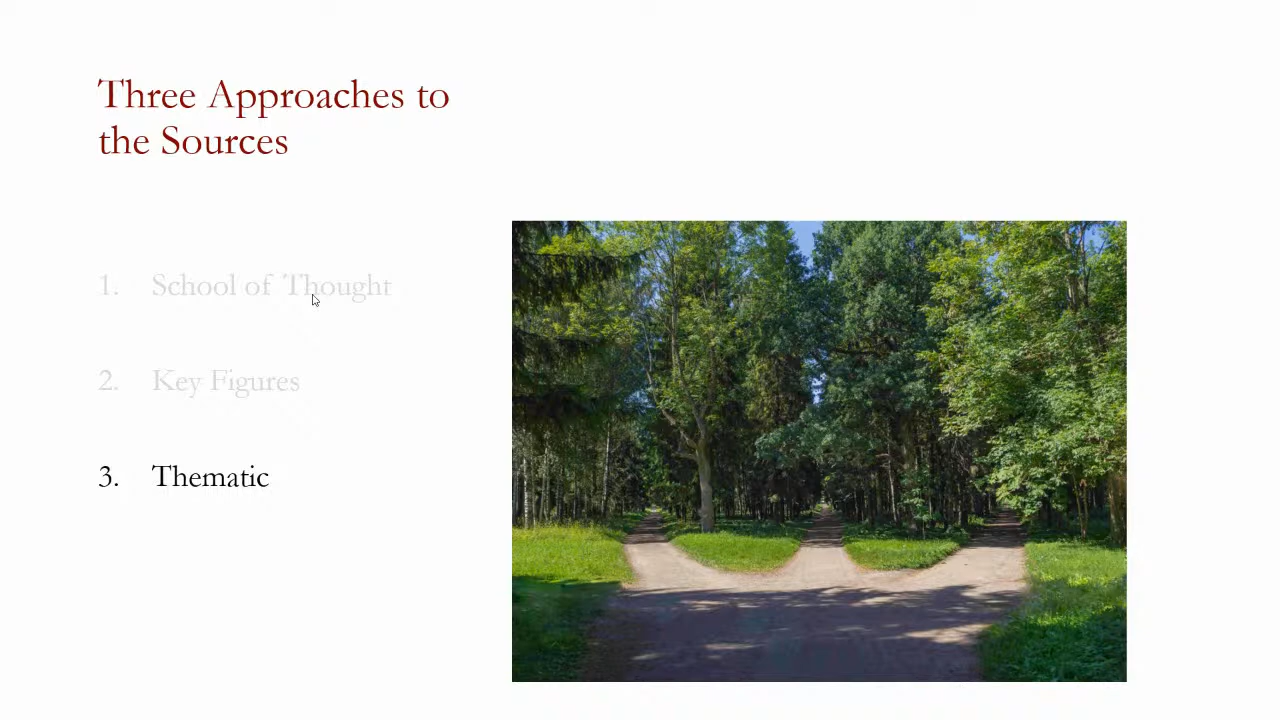 Three Approaches to
the Sources
1. School of Thought
2. Key Figures
3. Thematic